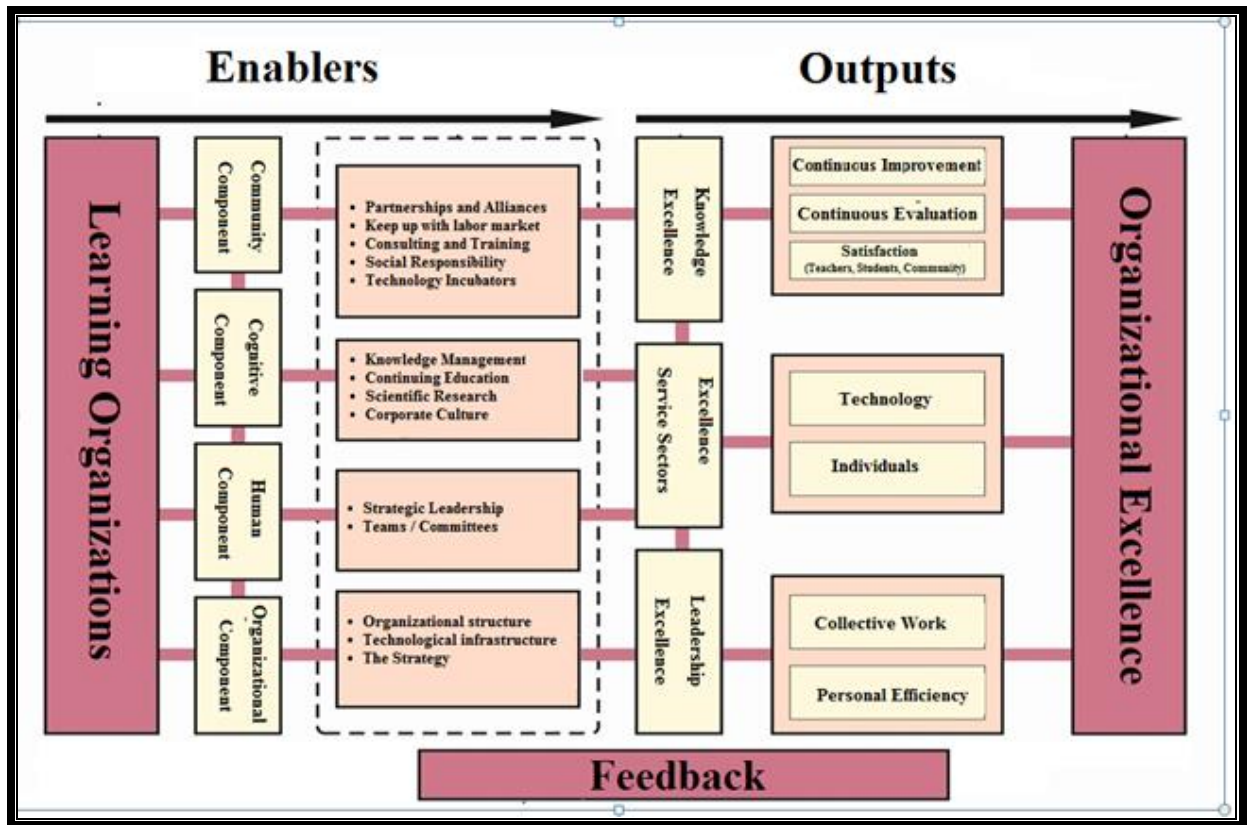 Enablers
Outputs
Learning Organizations
Community
Component
• Partnerships and Alliances
• Keep up with labor market
• Consulting and Training
• Social Responsibility
• Technology Incubators
Cognitive
Component
• Knowledge Management
• Continuing Education
• Scientific Research
• Corporate Culture
Human
Component
• Strategic Leadership
• Teams / Committees
Organizational
Component
• Organizational structure
• Technological infrastructure
• The Strategy
Knowledge
Excellence
Continuous Improvement
Continuous Evaluation
Satisfaction
(Teachers, Students, Community)
Excellence
Service Sectors
Technology
Individuals
Leadership
Excellence
Collective Work
Personal Efficiency
Organizational Excellence
Feedback